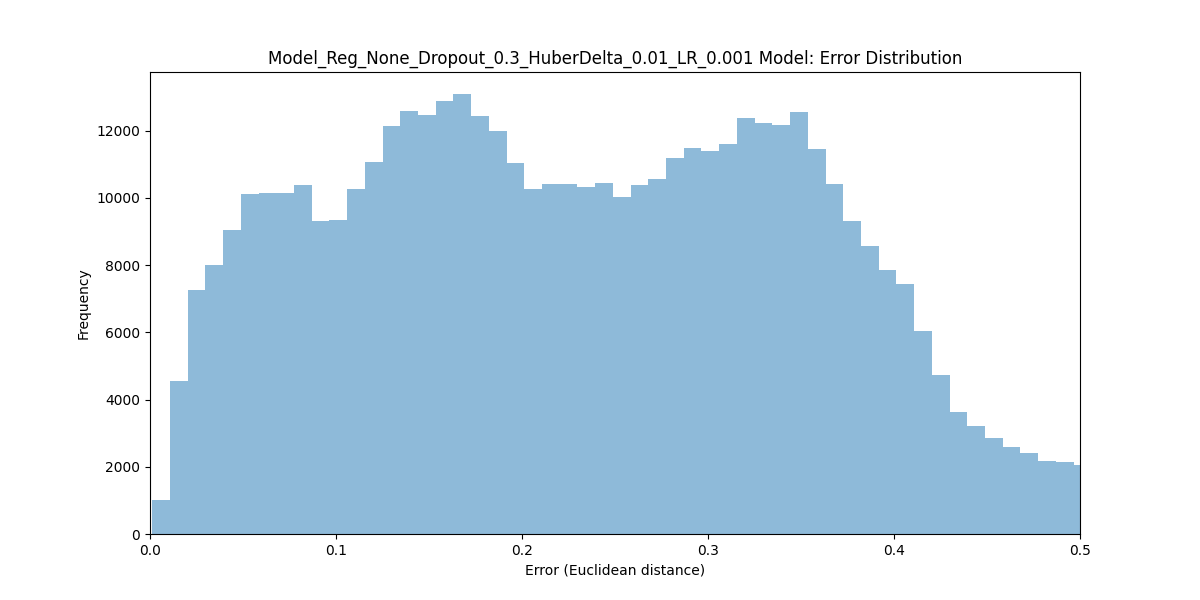 Model_Reg_None_Dropout_0.3_HuberDelta_0.01_LR_0.001 Model: Error Distribution
Frequency
12000
10000
8000
6000
4000
2000
0
0.0 0.1 0.2 0.3 0.4 0.5
Error (Euclidean distance)